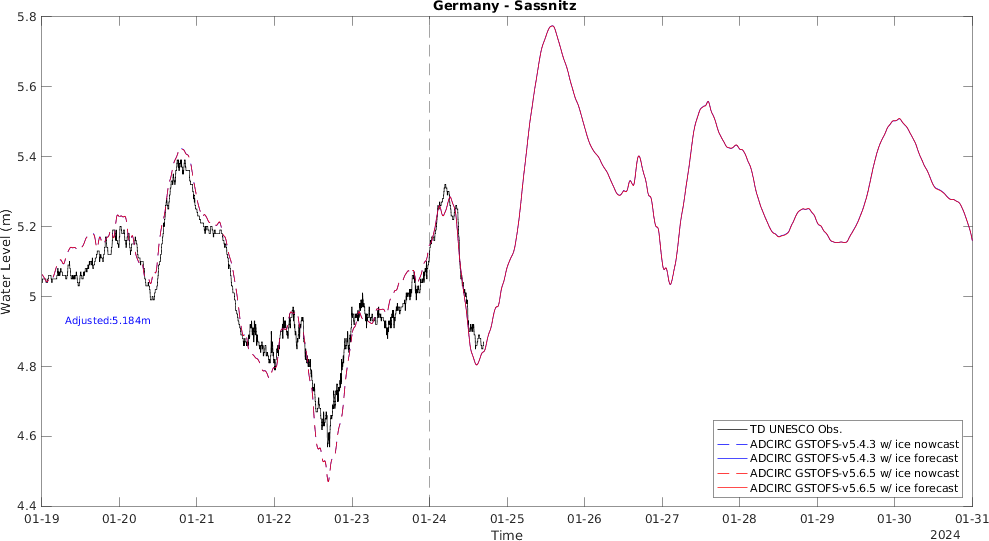 Germany - Sassnitz
5.8
5.6
5.4
5.2
5
4.8
4.6
4.4
Water Level (m)
Adjusted:5.184m
TD UNESCO Obs.
ADCIRC GSTOFS-v5.4.3 w/ ice nowcast
ADCIRC GSTOFS-v5.4.3 w/ ice forecast
ADCIRC GSTOFS-v5.6.5 w/ ice nowcast
ADCIRC GSTOFS-v5.6.5 w/ ice forecast
01-19 01-20 01-21 01-22 01-23 01-24 01-25 01-26 01-27 01-28 01-29 01-30 01-31
Time
2024